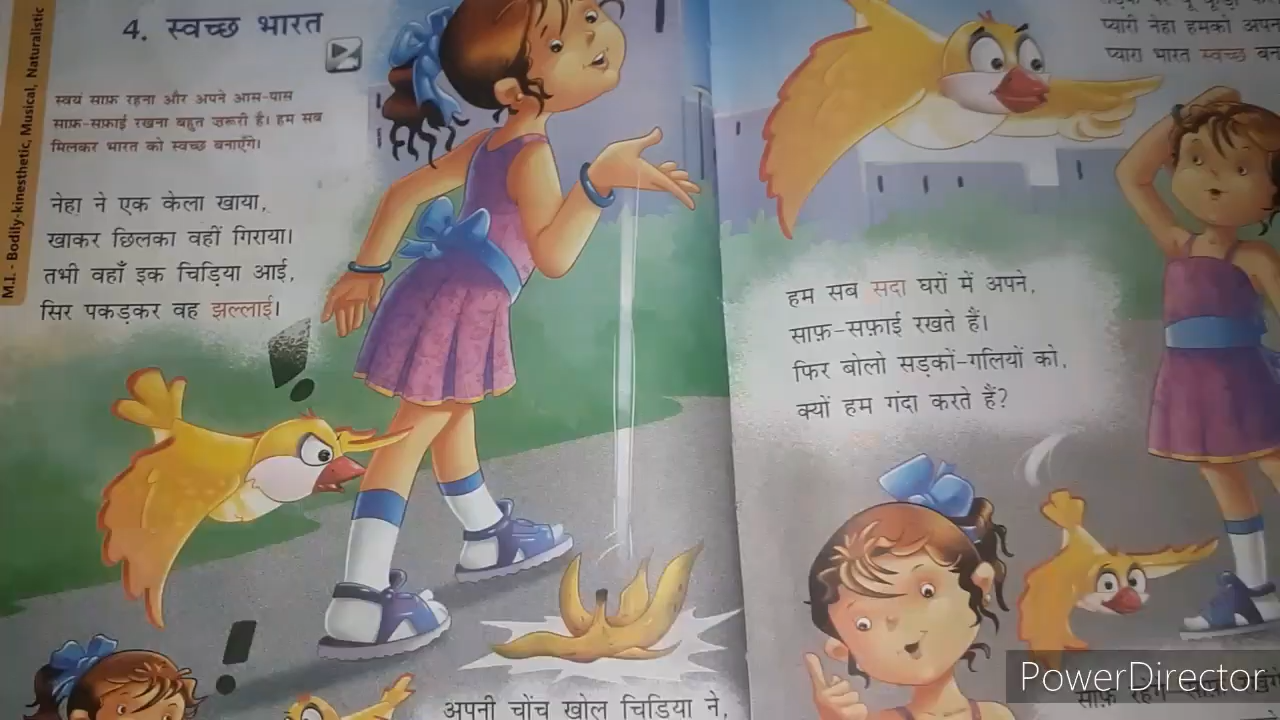 M.I. - Bodily-kinesthetic, Musical, Naturalistic
4. स्वच्छ भारत
स्वयं साफ़ रहना और अपने आस-पास
साफ़-सफ़ाई रखना बहुत ज़रूरी है। हम सब
मिलकर भारत को स्वच्छ बनाएँगे।
नेहा ने एक केला खाया,
खाकर छिलका वहीं गिराया।
तभी वहाँ इक चिड़िया आई,
सिर पकड़कर वह झल्लाई।
अपनी चोंच खोल चिड़िया ने,
प्यारी नेहा हमको अपन
प्यारा भारत स्वच्छ बन
हम सब सदा घरों में अपने,
साफ़-सफ़ाई रखते हैं।
फिर बोलो सड़कों-गलियों को,
क्यों हम गंदा करते हैं?
PowerDirector